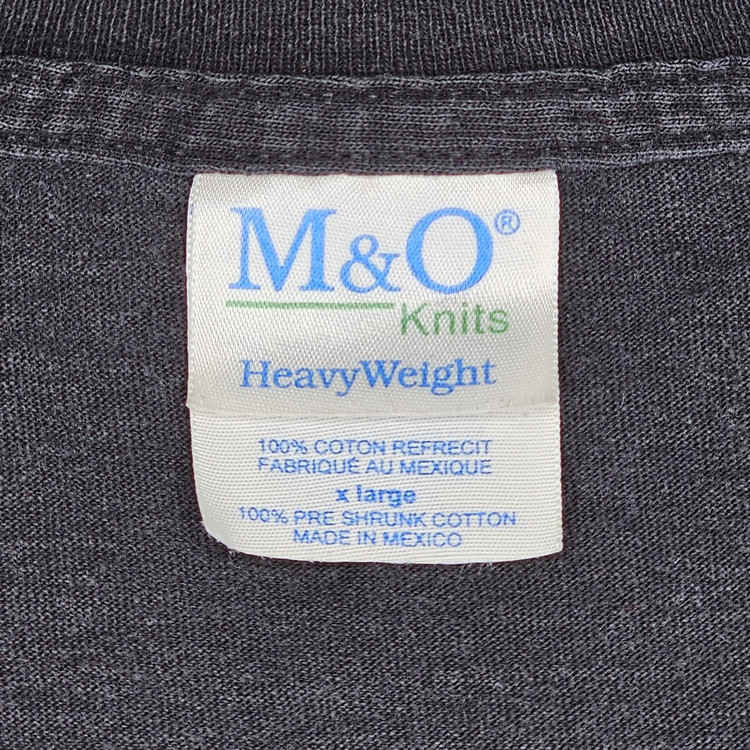 M&O®
Knits
HeavyWeight
100% COTON REFRECIT
FABRIQUÉ AU MEXIQUE
x large
100% PRE SHRUNK COTTON
MADE IN MEXICO